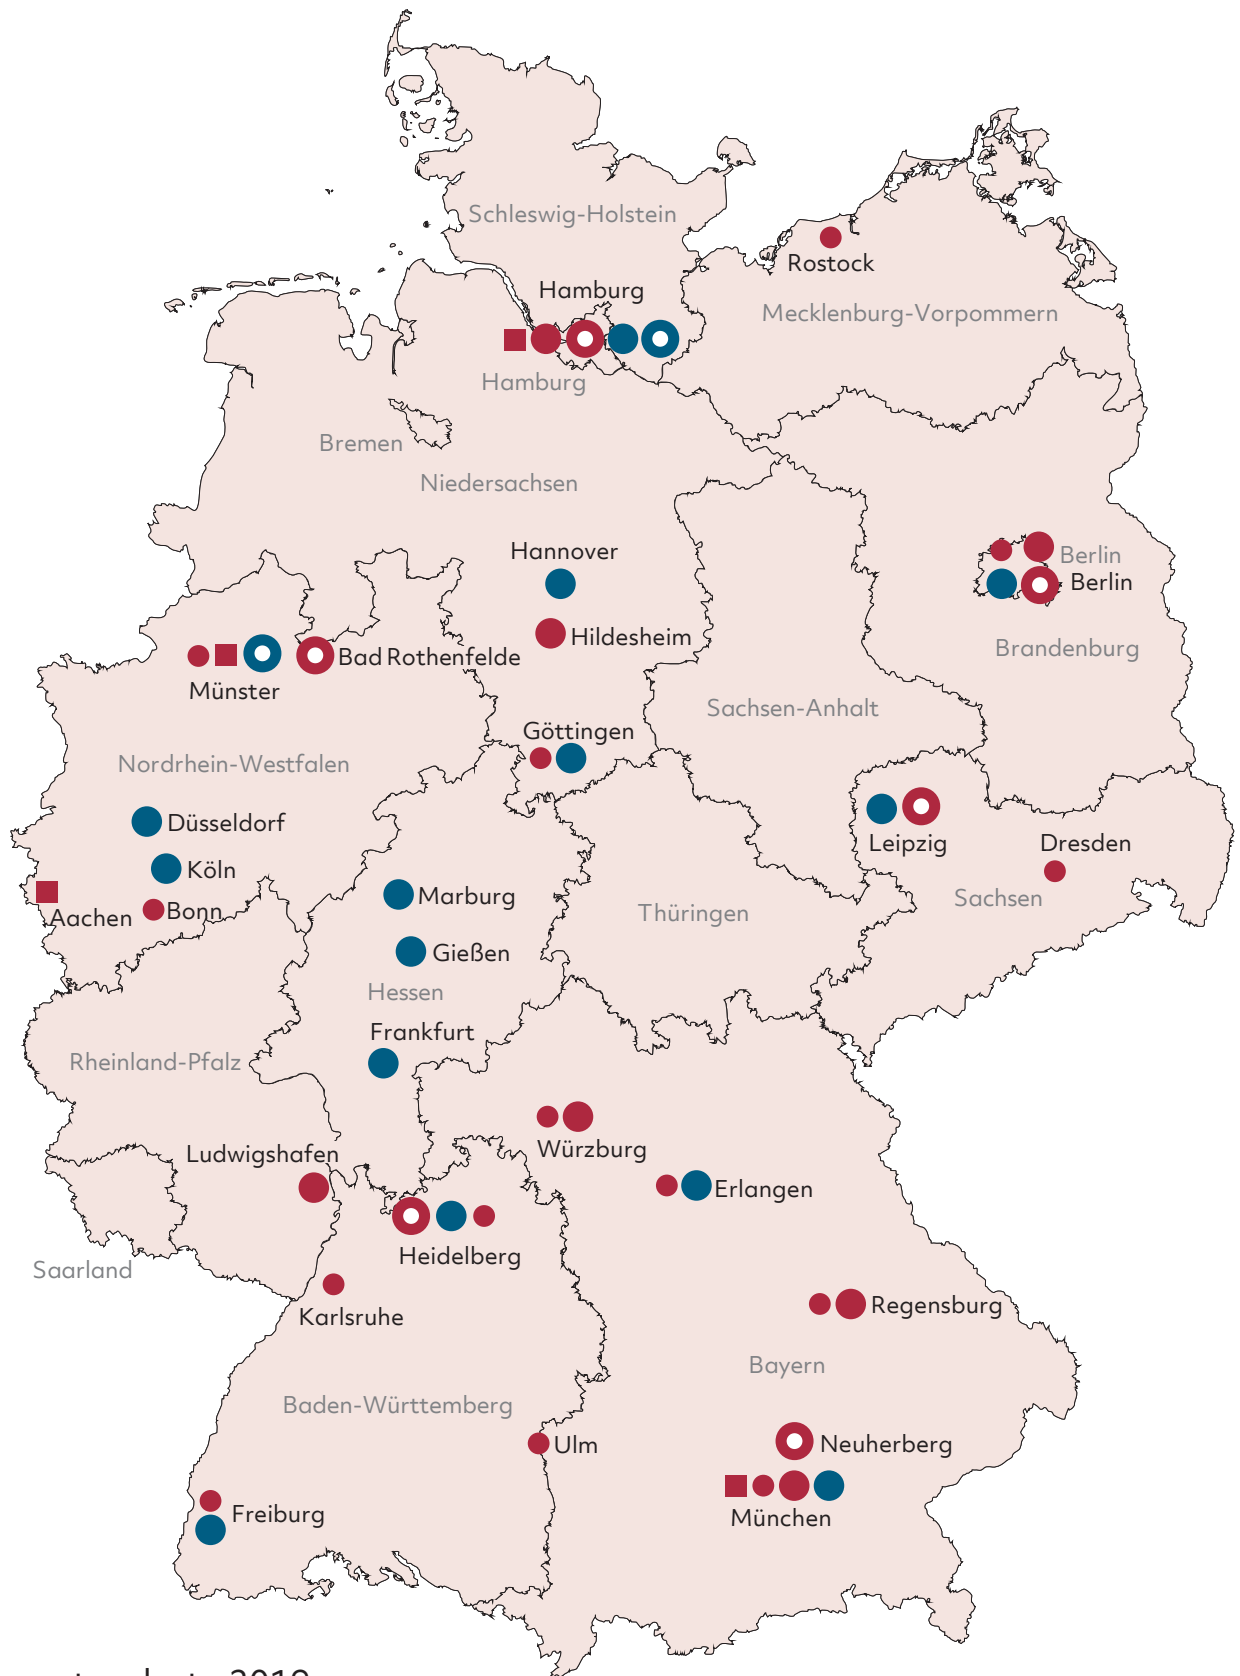 Schleswig-Holstein
Rostock
Hamburg
Mecklenburg-Vorpommern
Hamburg
Bremen
Niedersachsen
Hannover
Berlin
Berlin
Hildesheim
Brandenburg
Bad Rothenfelde
Münster
Sachsen-Anhalt
Göttingen
Nordrhein-Westfalen
Düsseldorf
Leipzig
Dresden
Köln
Marburg
Sachsen
Aachen
Bonn
Thüringen
Gießen
Hessen
Frankfurt
Rheinland-Pfalz
Würzburg
Ludwigshafen
Erlangen
Heidelberg
Saarland
Karlsruhe
Regensburg
Bayern
Baden-Württemberg
Ulm
Neuherberg
Freiburg
München
2019